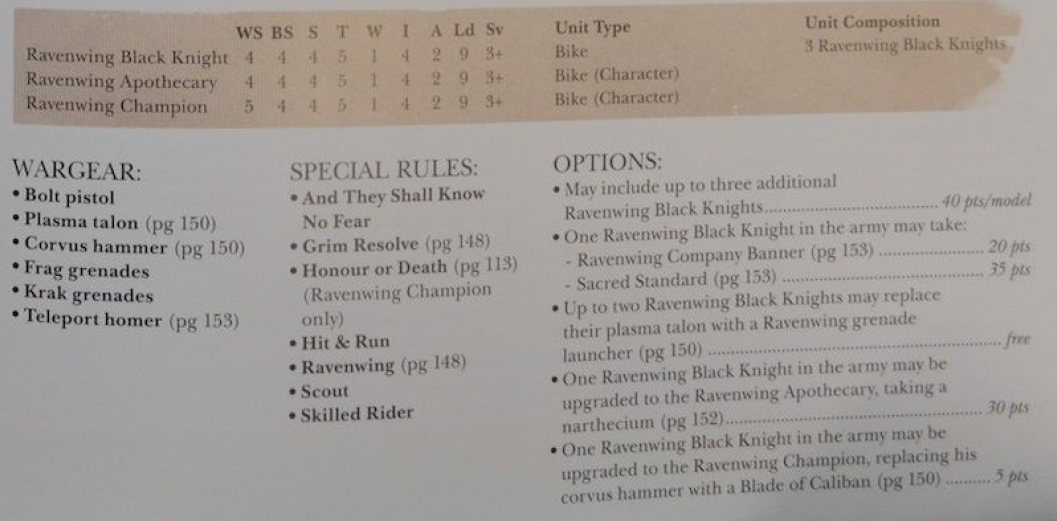 WS BS S T W I A Ld Sv Unit Type Unit Composition
Ravenwing Black Knight 4 4 4 5 1 4 2 9 3+ Bike 3 Ravenwing Black Knights
Ravenwing Apothecary 4 4 4 5 1 4 2 9 3+ Bike (Character)
Ravenwing Champion 5 4 4 5 1 4 2 9 3+ Bike (Character)
WARGEAR:
• Bolt pistol
• Plasma talon (pg 150)
• Corvus hammer (pg 150)
• Frag grenades
• Krak grenades
• Teleport homer (pg 153)
SPECIAL RULES:
• And They Shall Know
No Fear
• Grim Resolve (pg 148)
• Honour or Death (pg 113)
(Ravenwing Champion
only)
• Hit & Run
• Ravenwing (pg 148)
• Scout
• Skilled Rider
OPTIONS:
• May include up to three additional
Ravenwing Black Knights........................................ 40 pts/model
• One Ravenwing Black Knight in the army may take:
- Ravenwing Company Banner (pg 153) ........................ 20 pts
- Sacred Standard (pg 153) ............................................. 35 pts
• Up to two Ravenwing Black Knights may replace
their plasma talon with a Ravenwing grenade
launcher (pg 150) ............................................................ free
• One Ravenwing Black Knight in the army may be
upgraded to the Ravenwing Apothecary, taking a
narthecium (pg 152)...................................................... 30 pts
• One Ravenwing Black Knight in the army may be
upgraded to the Ravenwing Champion, replacing his
corvus hammer with a Blade of Caliban (pg 150) .......... 5 pts